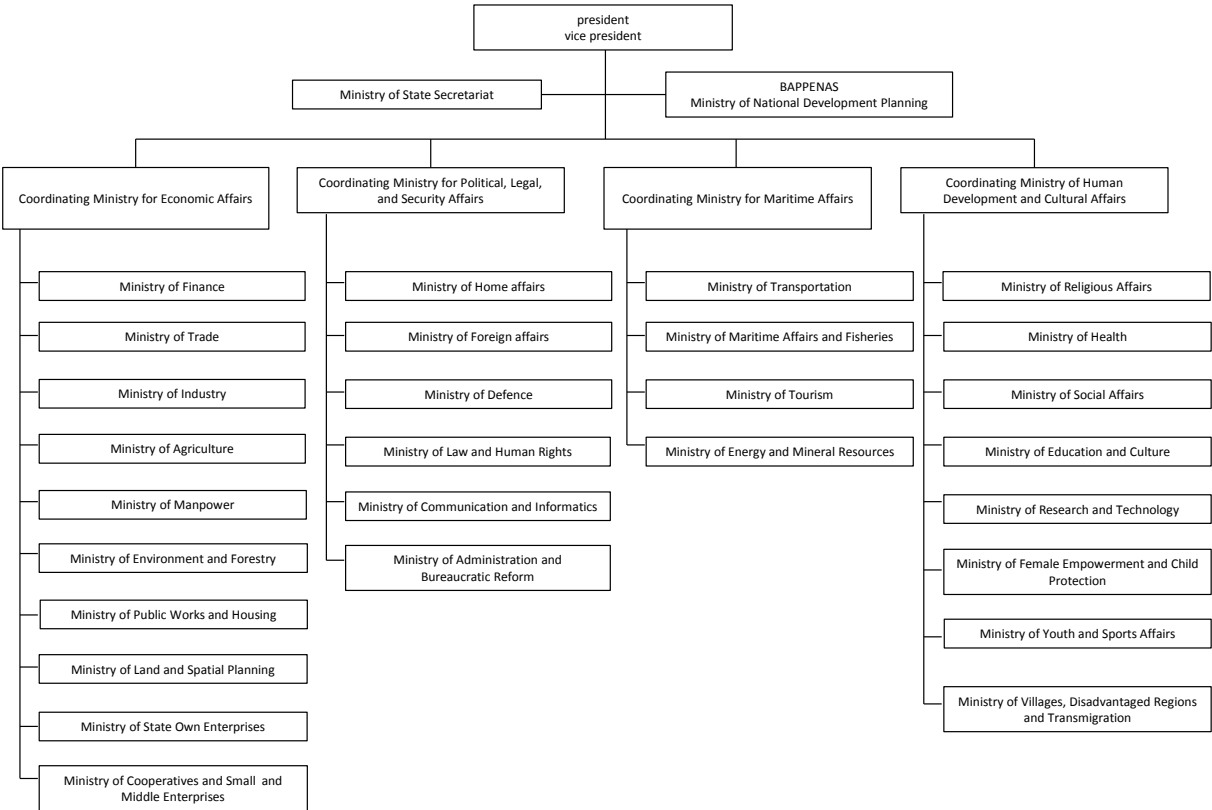 president
vice president
Ministry of State Secretariat
BAPPENAS
Ministry of National Development Planning
Coordinating Ministry for Economic Affairs
Coordinating Ministry for Political, Legal,
and Security Affairs
Coordinating Ministry for Maritime Affairs
Coordinating Ministry of Human
Development and Cultural Affairs
Ministry of Finance
Ministry of Trade
Ministry of Industry
Ministry of Agriculture
Ministry of Manpower
Ministry of Environment and Forestry
Ministry of Public Works and Housing
Ministry of Land and Spatial Planning
Ministry of State Own Enterprises
Ministry of Cooperatives and Small and
Middle Enterprises
Ministry of Home affairs
Ministry of Foreign affairs
Ministry of Defence
Ministry of Law and Human Rights
Ministry of Communication and Informatics
Ministry of Administration and
Bureaucratic Reform
Ministry of Transportation
Ministry of Maritime Affairs and Fisheries
Ministry of Tourism
Ministry of Energy and Mineral Resources
Ministry of Religious Affairs
Ministry of Health
Ministry of Social Affairs
Ministry of Education and Culture
Ministry of Research and Technology
Ministry of Female Empowerment and Child
Protection
Ministry of Youth and Sports Affairs
Ministry of Villages, Disadvantaged Regions
and Transmigration